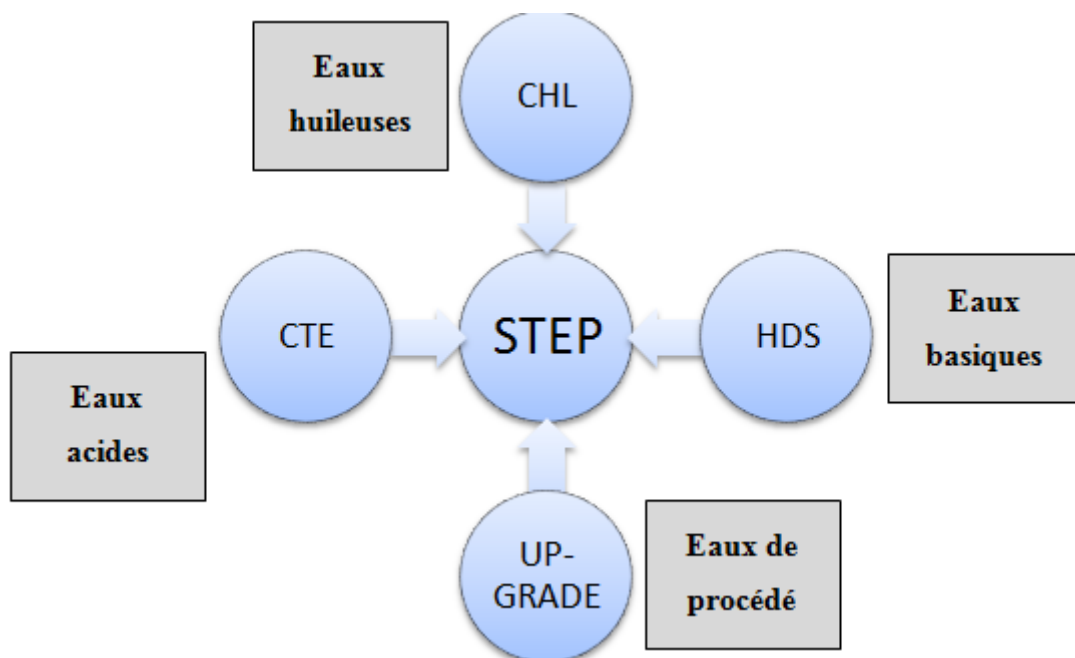 Eaux
huileuses
CHL
CTE
STEP
HDS
Eaux
basiques
Eaux
acides
UP-
GRADE
Eaux de
procédé